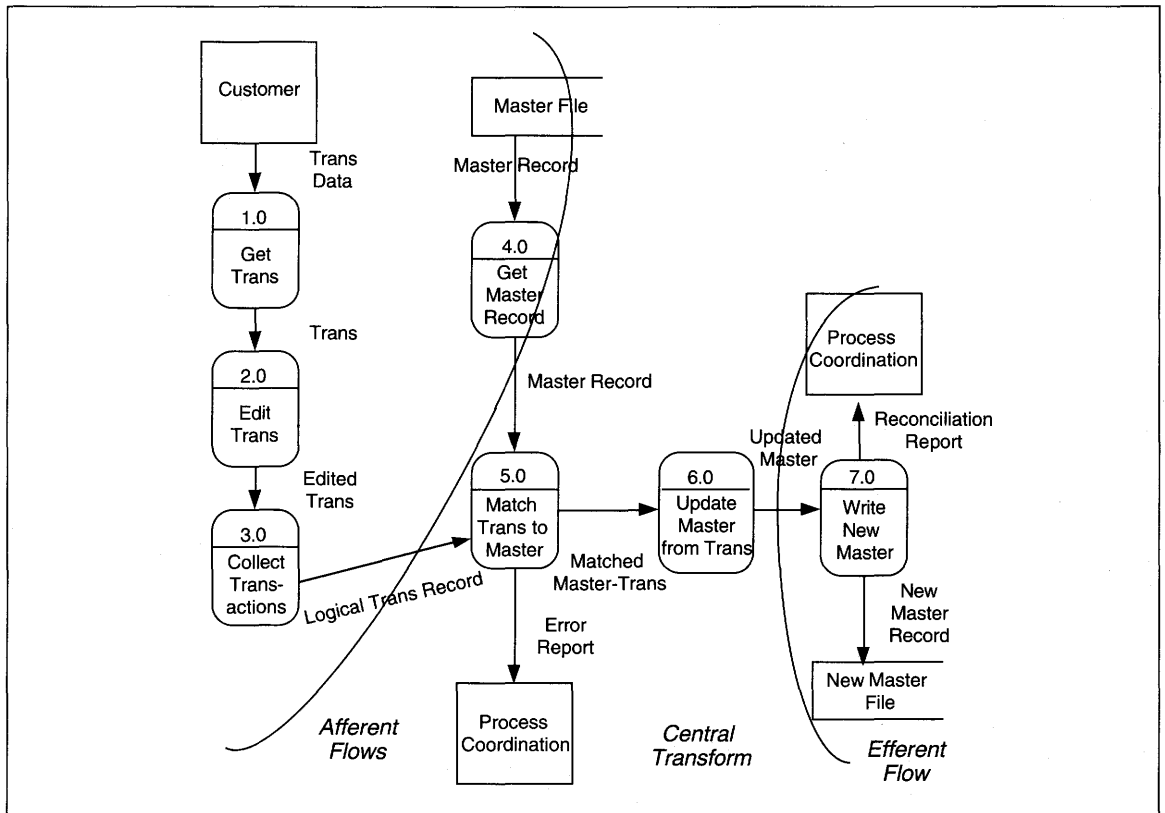 Customer
Trans
Data
1.0
Get
Trans
Trans
2.0
Edit
Trans
Edited
Trans
3.0
Collect
Trans-
actions
Logical Trans Record
Master File
Master Record
4.0
Get
Master
Record
Master Record
5.0
Match
Trans to
Master
Matched
Master-Trans
Error
Report
Process
Coordination
6.0
Update
Master
from Trans
Updated
Master
Process
Coordination
Reconciliation
Report
7.0
Write
New
Master
New
Master
Record
New Master
File
Afferent
Flows
Central
Transform
Efferent
Flow